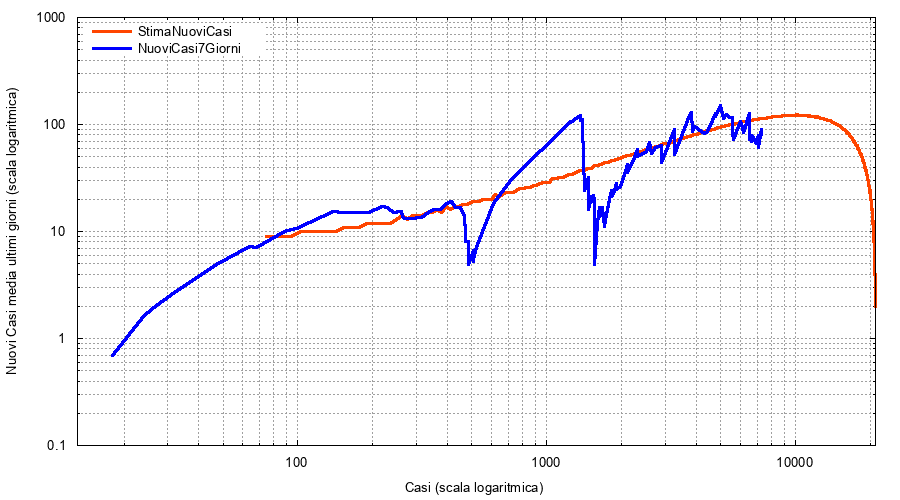 1000
StimaNuoviCasi
NuoviCasi7Giorni
100
10
1
0.1
Nuovi Casi media ultimi giorni (scala logaritmica)
100
1000
10000
Casi (scala logaritmica)